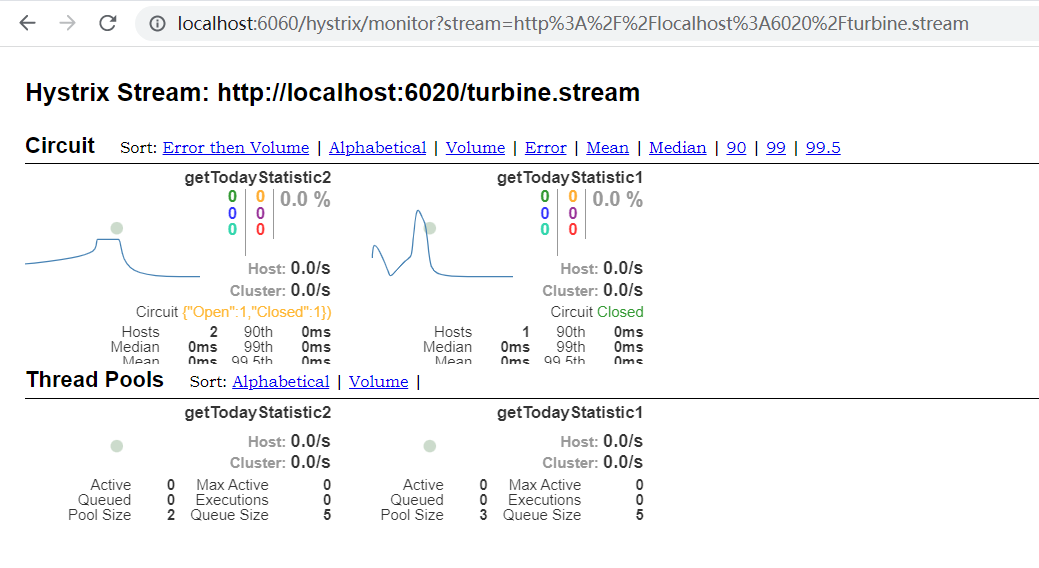 localhost:6060/hystrix/monitor?stream=http%3A%2F%2Flocalhost%3A6020%2Fturbine.stream
Hystrix Stream: http://localhost:6020/turbine.stream
Circuit Sort: Error then Volume | Alphabetical | Volume | Error | Mean | Median | 90 | 99 | 99.5
getTodayStatistic2
0 0 0.0 %
0 0
0 0
Host: 0.0/s
Cluster: 0.0/s
Circuit {"Open":1,"Closed":1})
Hosts 2 90th 0ms
Median 0ms 99th 0ms
Mean 0ms 99.5th 0ms
getTodayStatistic1
0 0 0.0 %
0 0
0 0
Host: 0.0/s
Cluster: 0.0/s
Circuit Closed
Hosts 1 90th 0ms
Median 0ms 99th 0ms
Mean 0ms 99.5th 0ms
Thread Pools Sort: Alphabetical | Volume |
getTodayStatistic2
Host: 0.0/s
Cluster: 0.0/s
Active 0 Max Active 0
Queued 0 Executions 0
Pool Size 2 Queue Size 5
getTodayStatistic1
Host: 0.0/s
Cluster: 0.0/s
Active 0 Max Active 0
Queued 0 Executions 0
Pool Size 3 Queue Size 5